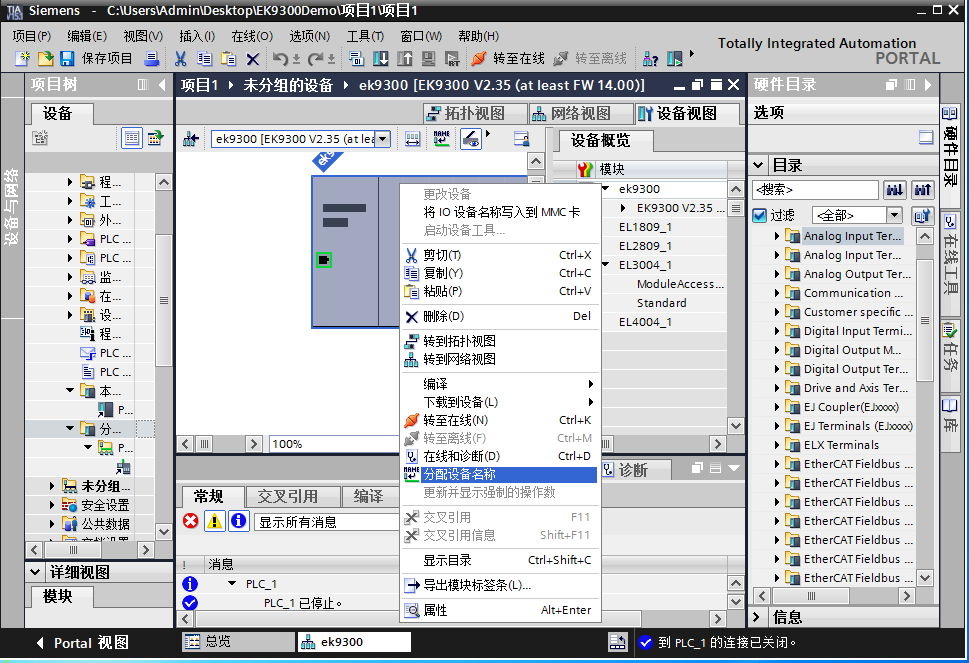 Siemens - C:\Users\Admin\Desktop\EK9300Demo\项目1\项目1
项目(P) 编辑(E) 视图(V) 插入(I) 在线(O) 选项(N) 工具(T) 窗口(W) 帮助(H)
Totally Integrated Automation
PORTAL
保存项目 转至在线 转至离线
项目树
项目1 未分组的设备 ek9300 [EK9300 V2.35 (at least FW 14.00)]
硬件目录
设备
拓扑视图 网络视图 设备视图
选项
ek9300 [EK9300 V2.35 (at lea
设备概览
设备与网络
程...
工...
外...
PLC ...
PLC ...
监...
在...
设...
程...
PLC ...
PLC ...
本...
P...
分...
P...
未分组...
安全设置
公共数据
详细视图
模块
ek9
100%
更改设备
将 IO 设备名称写入到 MMC 卡
启动设备工具...
剪切(T) Ctrl+X
复制(Y) Ctrl+C
粘贴(P) Ctrl+V
删除(D) Del
转到拓扑视图
转到网络视图
编译
下载到设备(L)
转至在线(N) Ctrl+K
转至离线(F) Ctrl+M
在线和诊断(D) Ctrl+D
分配设备名称
更新并显示强制的操作数
交叉引用 F11
交叉引用信息 Shift+F11
显示目录 Ctrl+Shift+C
导出模块标签条(L)...
属性 Alt+Enter
模块
ek9300
EK9300 V2.35 ...
EL1809_1
EL2809_1
EL3004_1
ModuleAccess...
Standard
EL4004_1
诊断
常规 交叉引用 编译
显示所有消息
! 消息
PLC_1
PLC_1 已停止。
目录
<搜索>
过滤 <全部>
Analog Input Ter...
Analog Input Ter...
Analog Output Ter...
Communication ...
Customer specific ...
Digital Input Termi...
Digital Output M...
Digital Output Ter...
Drive and Axis Ter...
EJ Coupler(EJxxxx)
EJ Terminals (EJxxxx)
ELX Terminals
EtherCAT Fieldbus ...
EtherCAT Fieldbus ...
EtherCAT Fieldbus ...
EtherCAT Fieldbus ...
EtherCAT Fieldbus ...
EtherCAT Fieldbus ...
EtherCAT Fieldbus ...
信息
硬件目录
在线工具
任务
库
Portal 视图 总览 ek9300 到 PLC_1 的连接已关闭。